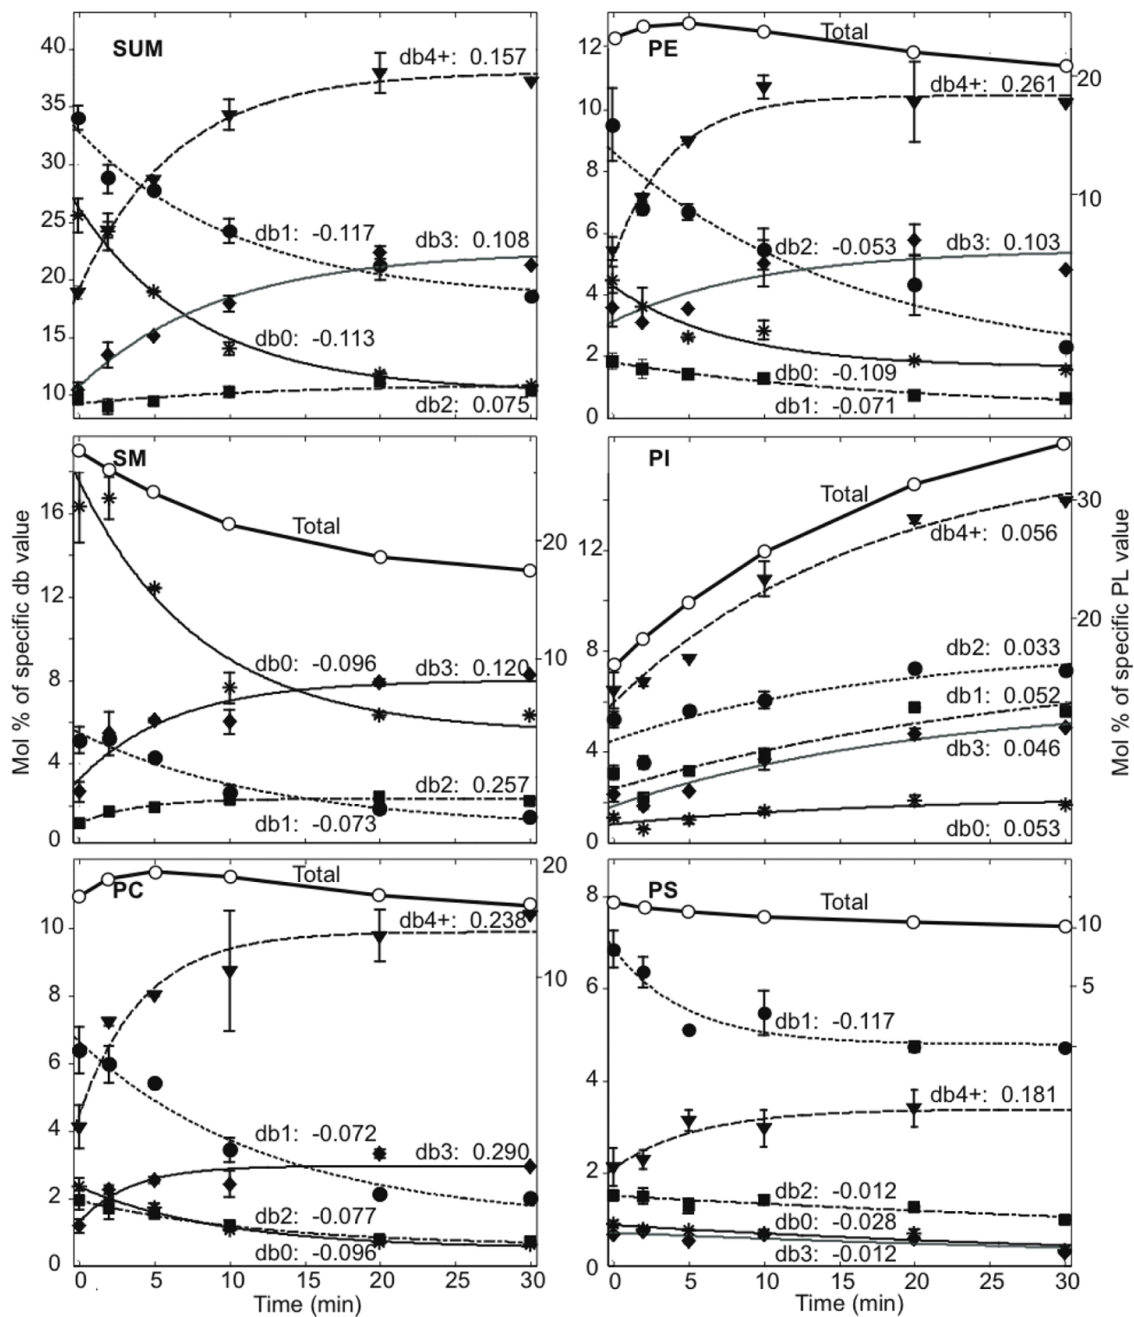 SUM
40
35
30
25
20
15
10
db4+: 0.157
db1: -0.117
db3: 0.108
db0: -0.113
db2: 0.075
PE
Total
12
10
8
6
4
2
0
20
10
db4+: 0.261
db2: -0.053
db3: 0.103
db0: -0.109
db1: -0.071
SM
Total
16
12
8
4
0
20
10
db0: -0.096
db3: 0.120
db2: 0.257
db1: -0.073
Mol % of specific db value
PI
Total
12
8
4
0
30
20
db4+: 0.056
db2: 0.033
db1: 0.052
db3: 0.046
db0: 0.053
Mol % of specific PL value
PC
Total
10
8
6
4
2
0
20
10
db4+: 0.238
db1: -0.072
db3: 0.290
db2: -0.077
db0: -0.096
0 5 10 15 20 25 30
Time (min)
PS
Total
8
6
4
2
0
10
5
db1: -0.117
db4+: 0.181
db2: -0.012
db0: -0.028
db3: -0.012
0 5 10 15 20 25 30
Time (min)